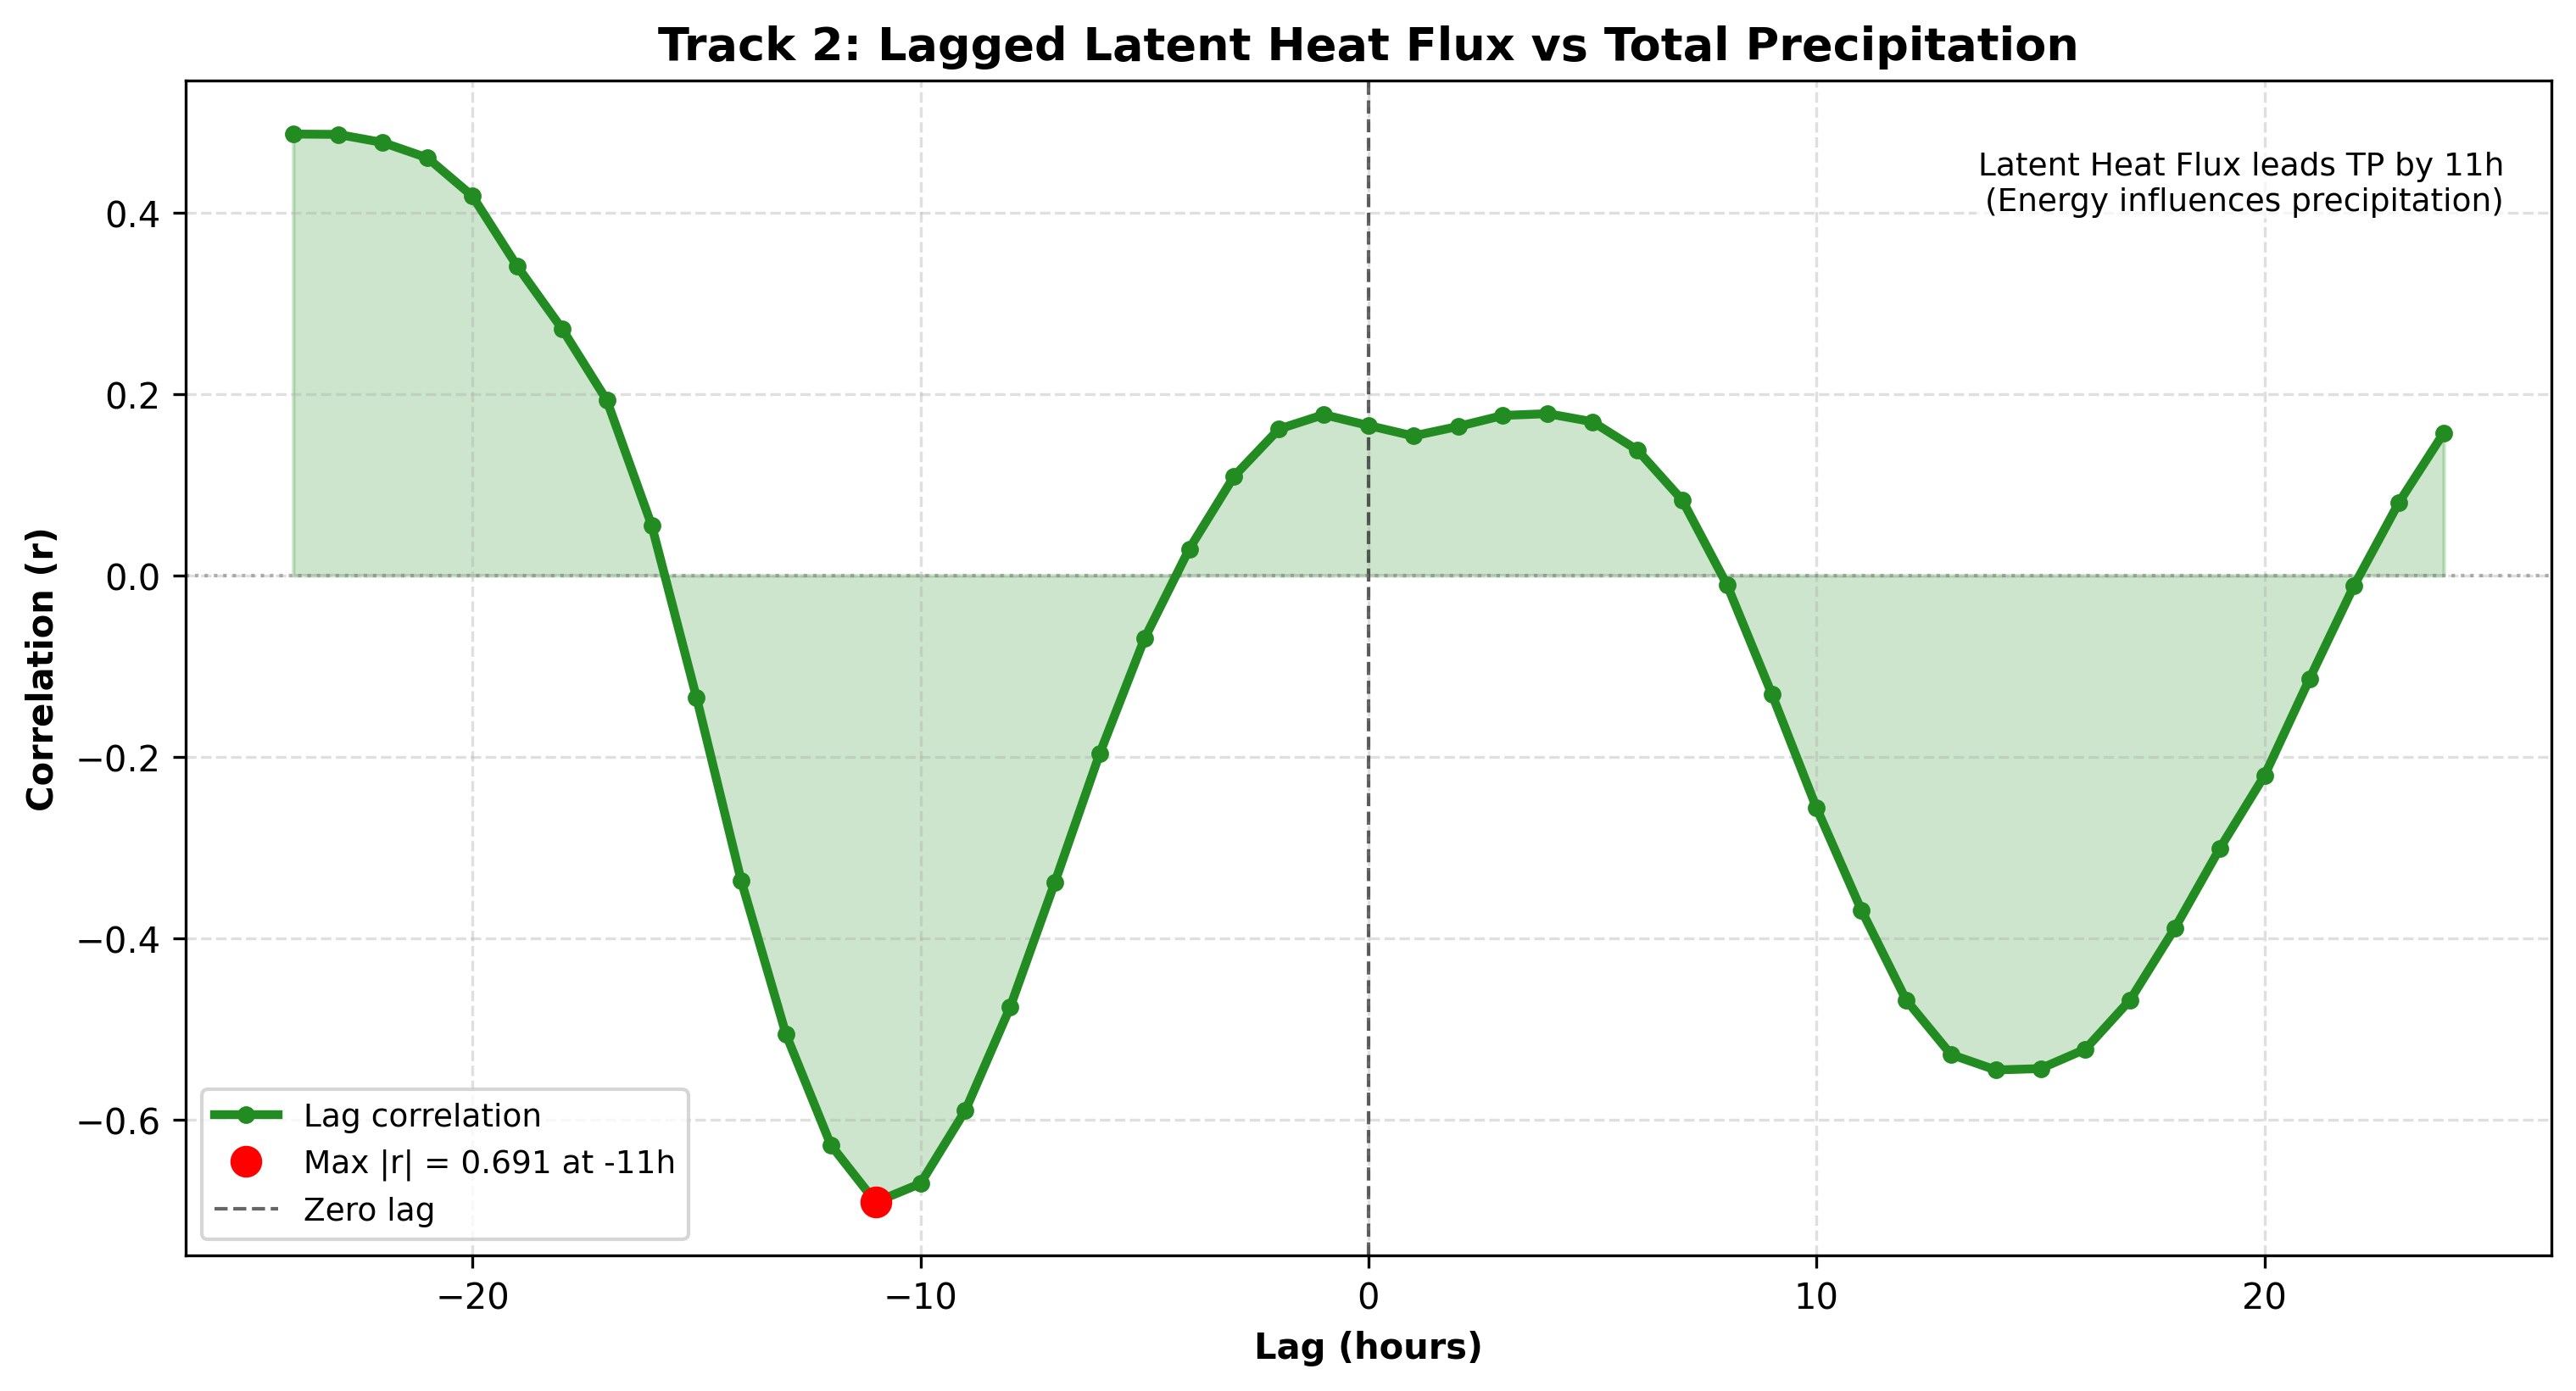 Track 2: Lagged Latent Heat Flux vs Total Precipitation
Latent Heat Flux leads TP by 11h
(Energy influences precipitation)
Correlation (r)
0.4
0.2
0.0
−0.2
−0.4
−0.6
Lag correlation
Max |r| = 0.691 at -11h
Zero lag
−20
−10
0
10
20
Lag (hours)